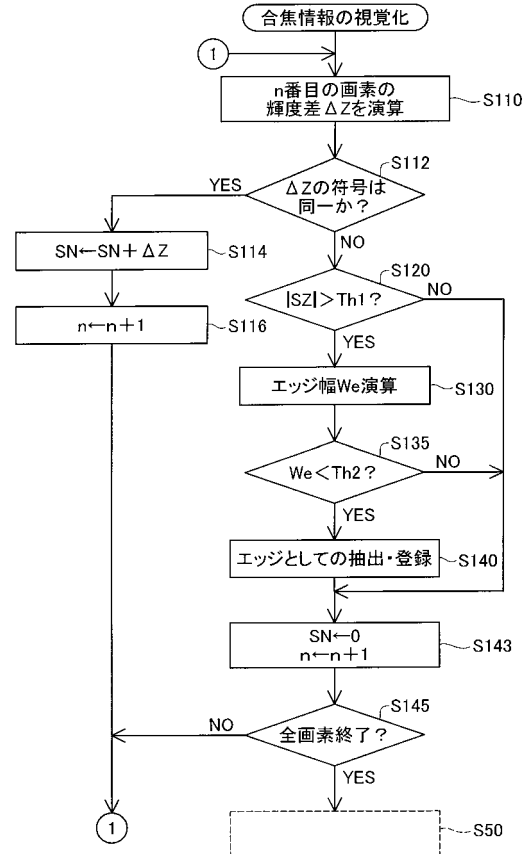 合焦情報の視覚化
1
n番目の画素の
輝度差ΔZを演算
S110
S112
ΔZの符号は
同一か？
YES
NO
SN←SN＋ΔZ
S114
S120
|SZ|＞Th1？
NO
YES
n←n＋1
S116
エッジ幅We演算
S130
S135
We＜Th2？
NO
YES
エッジとしての抽出・登録
S140
SN←0
n←n＋1
S143
S145
全画素終了？
NO
YES
1
S50